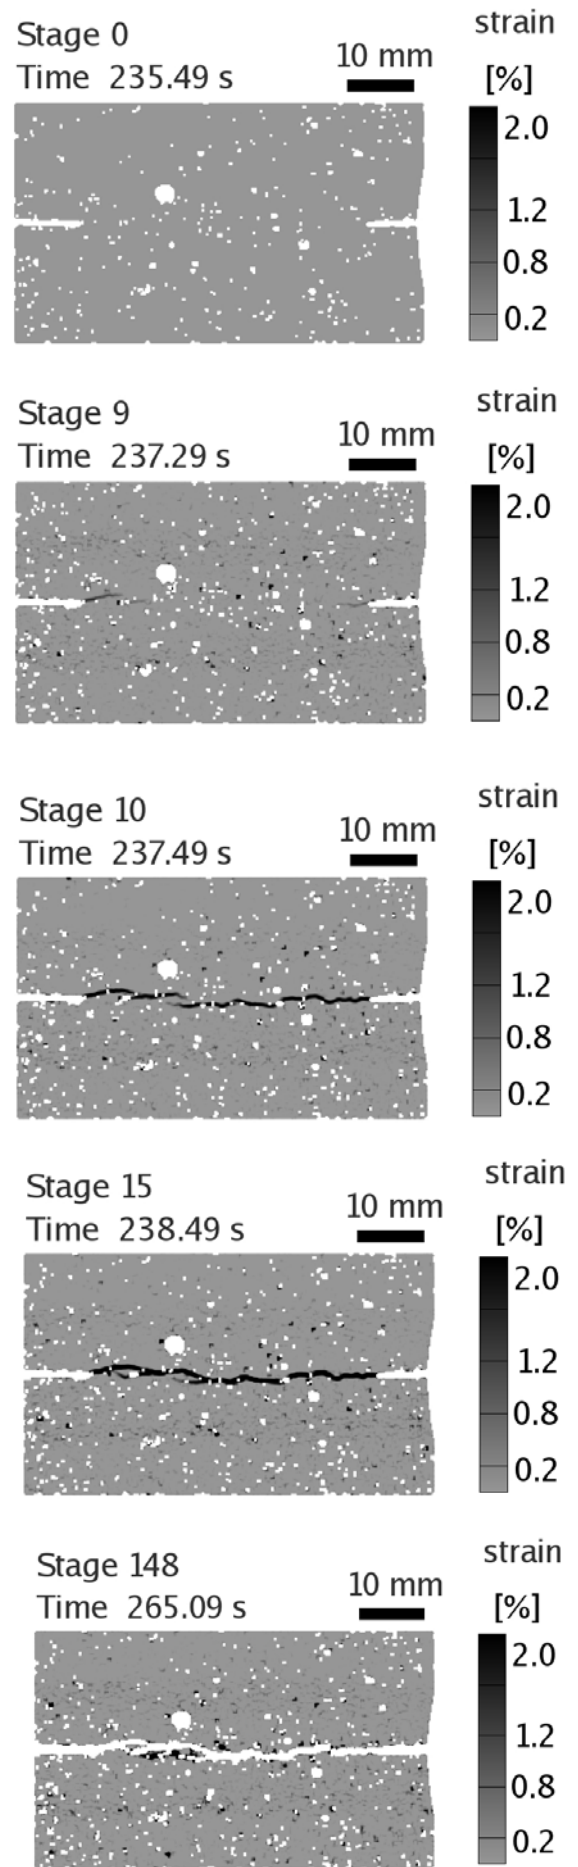 Stage 0
Time 235.49 s
10 mm
strain
[%]
2.0
1.2
0.8
0.2
Stage 9
Time 237.29 s
10 mm
strain
[%]
2.0
1.2
0.8
0.2
Stage 10
Time 237.49 s
10 mm
strain
[%]
2.0
1.2
0.8
0.2
Stage 15
Time 238.49 s
10 mm
strain
[%]
2.0
1.2
0.8
0.2
Stage 148
Time 265.09 s
10 mm
strain
[%]
2.0
1.2
0.8
0.2